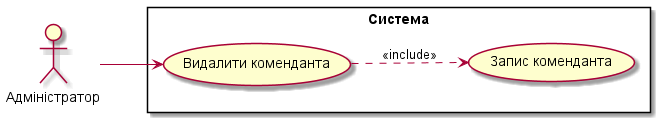 Система
Адміністратор
Видалити коменданта
«include»
Запис коменданта